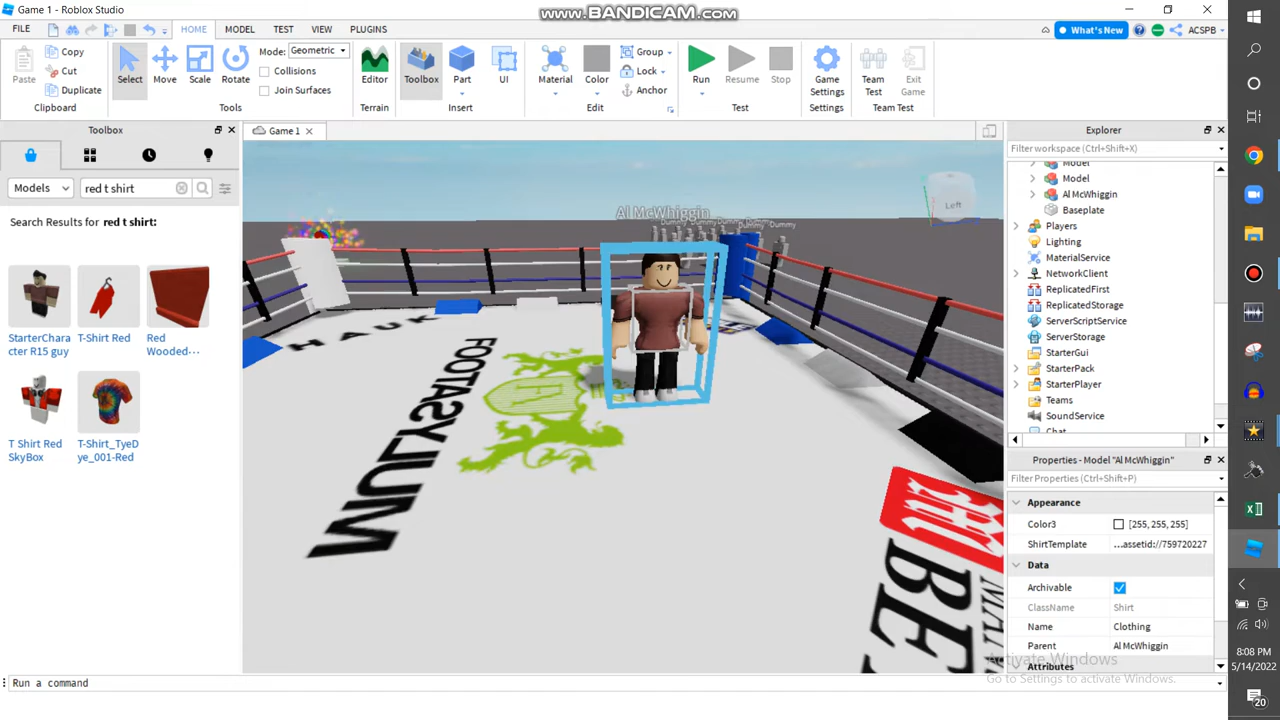 Game 1 - Roblox Studio
www.BANDICAM.com
FILE HOME MODEL TEST VIEW PLUGINS
What's New ACSPB
Paste Copy Cut Duplicate Clipboard
Select Move Scale Rotate Mode: Geometric Collisions Join Surfaces Tools
Editor Terrain
Toolbox Part UI Insert
Material Color Group Lock Anchor Edit
Run Resume Stop Test
Game Settings Settings
Team Test Exit Game Team Test
Toolbox
Models red t shirt
Search Results for red t shirt:
StarterCharacter R15 guy
T-Shirt Red
Red Wooded-...
T Shirt Red SkyBox
T-Shirt_TyeDye_001-Red
Game 1
Left
Al McWhiggin
Dummy
Dummy
HAUK
FOOTASYLUM
BE
Explorer
Filter workspace (Ctrl+Shift+X)
Model
Model
Al McWhiggin
Baseplate
Players
Lighting
MaterialService
NetworkClient
ReplicatedFirst
ReplicatedStorage
ServerScriptService
ServerStorage
StarterGui
StarterPack
StarterPlayer
Teams
SoundService
Chat
Properties - Model "Al McWhiggin"
Filter Properties (Ctrl+Shift+P)
Appearance
Color3 [255, 255, 255]
ShirtTemplate ...assetid://759720227
Data
Archivable
ClassName Shirt
Name Clothing
Parent Al McWhiggin
Attributes
Activate Windows
Go to Settings to activate Windows.
Run a command
8:08 PM
5/14/2022
20